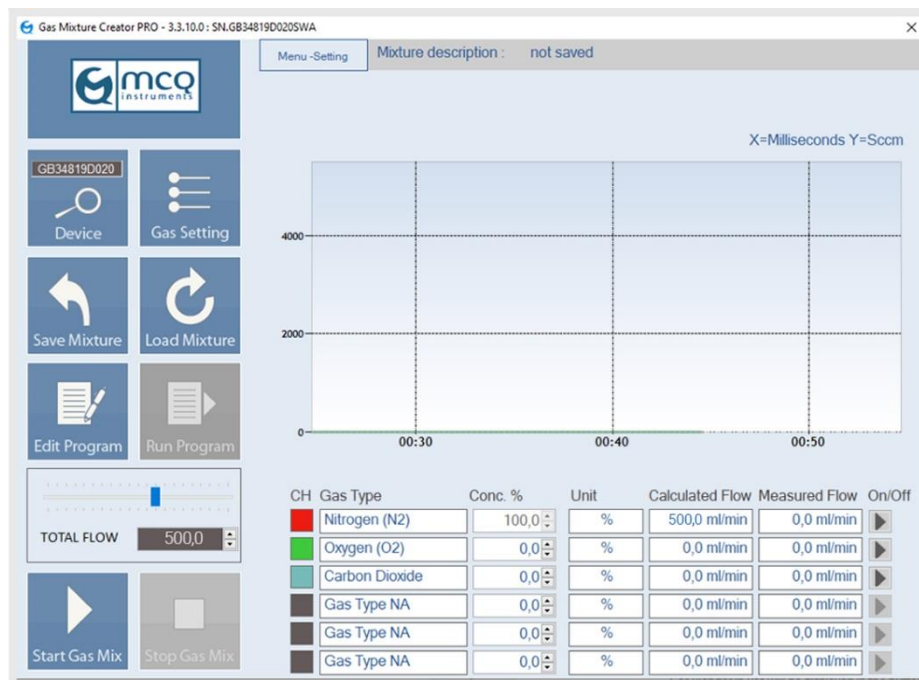 Gas Mixture Creator PRO - 3.3.10.0 : SN.GB34819D020SWA
mcq
instruments
Menu -Setting
Mixture description : not saved
X=Milliseconds Y=Sccm
GB34819D020
Device
Gas Setting
Save Mixture
Load Mixture
Edit Program
Run Program
4000
2000
0
00:30 00:40 00:50
TOTAL FLOW 500,0
Start Gas Mix
Stop Gas Mix
CH Gas Type Conc. % Unit Calculated Flow Measured Flow On/Off
Nitrogen (N2) 100,0 % 500,0 ml/min 0,0 ml/min
Oxygen (O2) 0,0 % 0,0 ml/min 0,0 ml/min
Carbon Dioxide 0,0 % 0,0 ml/min 0,0 ml/min
Gas Type NA 0,0 % 0,0 ml/min 0,0 ml/min
Gas Type NA 0,0 % 0,0 ml/min 0,0 ml/min
Gas Type NA 0,0 % 0,0 ml/min 0,0 ml/min